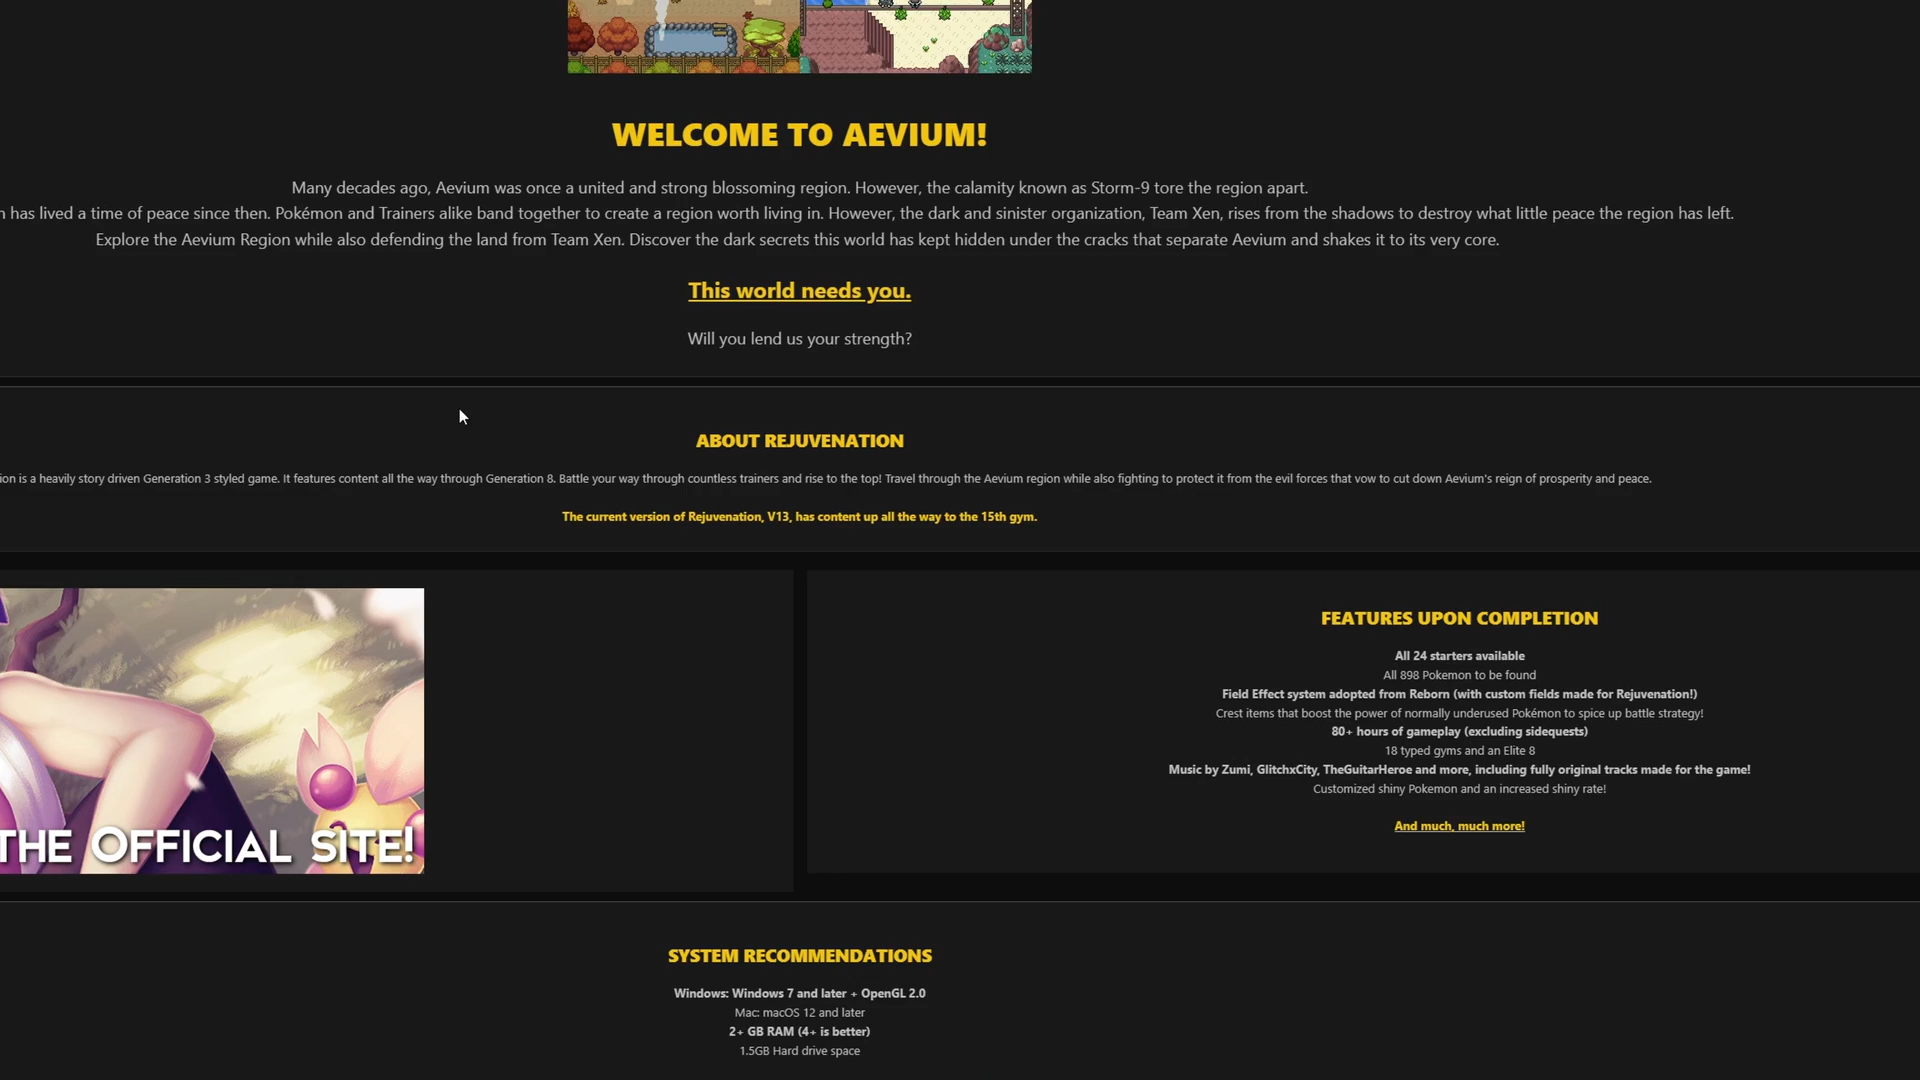 WELCOME TO AEVIUM!
Many decades ago, Aevium was once a united and strong blossoming region. However, the calamity known as Storm-9 tore the region apart.
has lived a time of peace since then. Pokémon and Trainers alike band together to create a region worth living in. However, the dark and sinister organization, Team Xen, rises from the shadows to destroy what little peace the region has left.
Explore the Aevium Region while also defending the land from Team Xen. Discover the dark secrets this world has kept hidden under the cracks that separate Aevium and shakes it to its very core.
This world needs you.
Will you lend us your strength?
ABOUT REJUVENATION
is a heavily story driven Generation 3 styled game. It features content all the way through Generation 8. Battle your way through countless trainers and rise to the top! Travel through the Aevium region while also fighting to protect it from the evil forces that vow to cut down Aevium's reign of prosperity and peace.
The current version of Rejuvenation, V13, has content up all the way to the 15th gym.
THE OFFICIAL SITE!
FEATURES UPON COMPLETION
All 24 starters available
All 898 Pokemon to be found
Field Effect system adopted from Reborn (with custom fields made for Rejuvenation!)
Crest items that boost the power of normally underused Pokémon to spice up battle strategy!
80+ hours of gameplay (excluding sidequests)
18 typed gyms and an Elite 8
Music by Zumi, GlitchxCity, TheGuitarHeroe and more, including fully original tracks made for the game!
Customized shiny Pokemon and an increased shiny rate!
And much, much more!
SYSTEM RECOMMENDATIONS
Windows: Windows 7 and later + OpenGL 2.0
Mac: macOS 12 and later
2+ GB RAM (4+ is better)
1.5GB Hard drive space